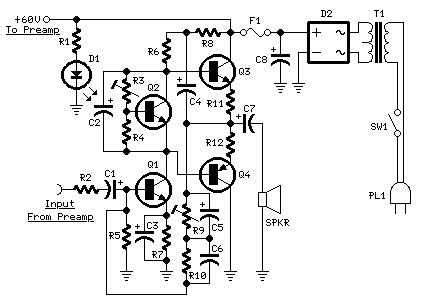 +60V
To Preamp
R1
D1
R6
R8
F1
D2
T1
C8
Q3
R3
Q2
C2
R4
C4
R11
C7
R12
SW1
Q1
Q4
R2
C1
Input
From Preamp
R5
C3
R7
R9
C5
C6
R10
SPKR
PL1